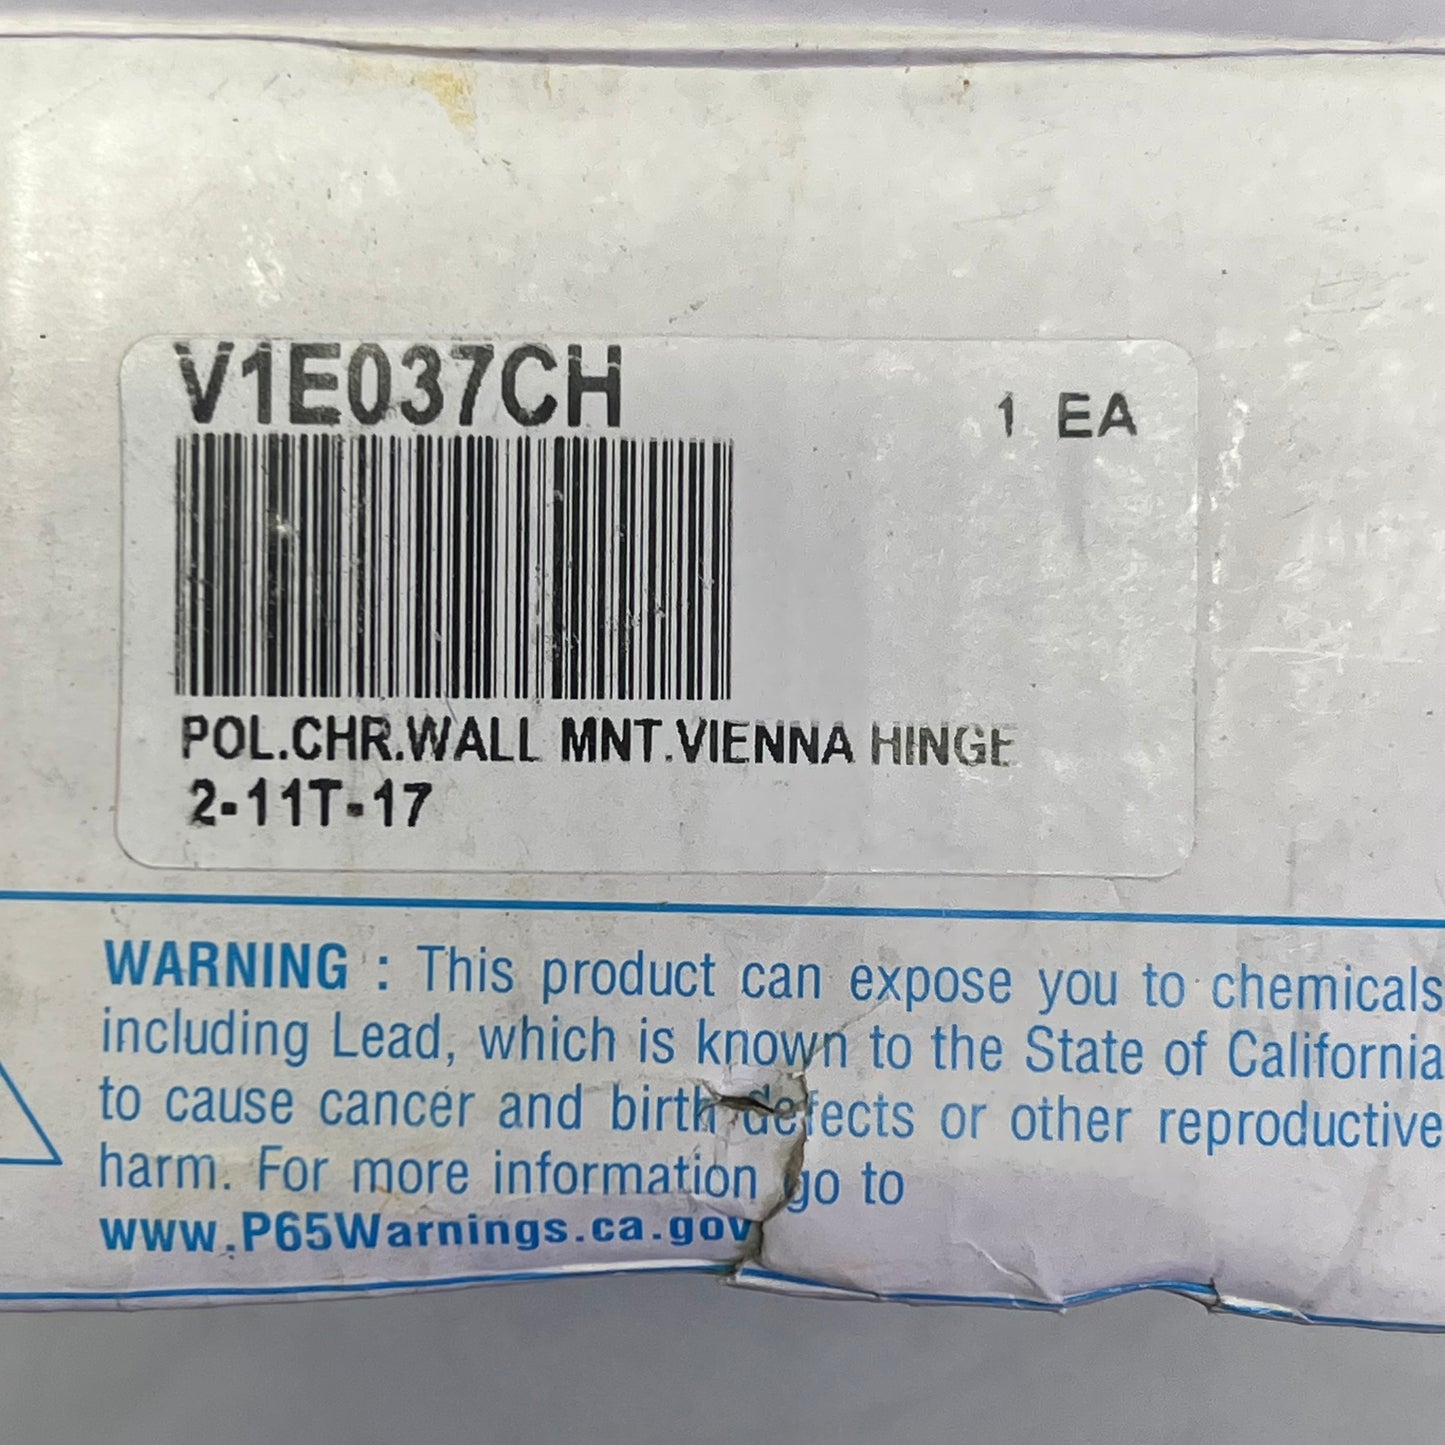 V1E037CH
1 EA
POL.CHR.WALL MNT.VIENNA HINGE
2-11T-17
WARNING : This product can expose you to chemicals
including Lead, which is known to the State of California
to cause cancer and birth defects or other reproductive
harm. For more information go to
www.P65Warnings.ca.gov